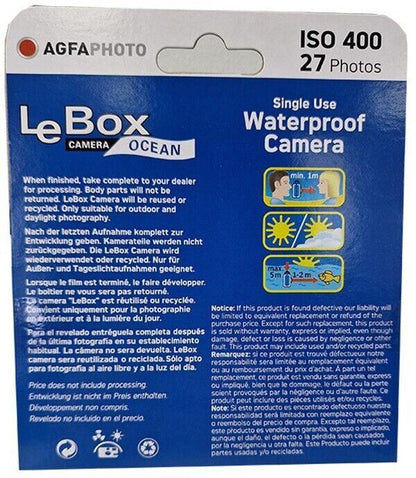 AGFAPHOTO
ISO 400
27 Photos
LeBox
CAMERA OCEAN
Single Use
Waterproof
Camera
When finished, take complete to your dealer
for processing. Body parts will not be
returned. LeBox Camera will be reused or
recycled. Only suitable for outdoor and
daylight photography.
Nach der letzten Aufnahme komplett zur
Entwicklung geben. Kamerateile werden nicht
zurückgegeben. Die LeBox Camera wird
wiederverwendet oder recycled. Nur für
Außen- und Tageslichtaufnahmen geeignet.
Lorsque le film est terminé, le faire développer.
Le boîtier ne vous sera pas retourné.
La camera "LeBox" est réutilisé ou recyclée.
Convient uniquement pour la photographie
en extérieur et à la lumière du jour.
Para el revelado entréguela completa después
de la última fotografía en su establecimiento
habitual. La cámara no sera devuelta. LeBox
camera sera reutilizada o reciclada. Sólo apto
para fotografía al aire libre y a la luz del día.
Price does not include processing.
Entwicklung ist nicht im Preis enthalten.
Développement non compris.
Revelado no incluido en el precio.
min. 1m
max.
5m
1-2 m
Notice: If this product is found defective our liability will
be limited to equivalent replacement or refund of the
purchase price. Except for such replacement, this product
is sold without warranty, express or implied, even though
damage, defect or loss is caused by negligence or other
fault. This product may include used and/or recycled parts.
Remarquez: si ce produit est trouvé défectueux notre
responsabilité sera limitée au remplacement équivalent
ou au remboursement du prix d'achat. À part un tel
remplacement, ce produit est vendu sans garantie, express
ou impliqué, bien que le dommage, le défaut ou la perte
soient provoqués par la négligence ou d'autre faute. Ce
Produit peut inclure des pièces utilisés et/ou recyclés.
Note: Si este producto es encontrado defectuoso nuestra
responsabilidad será limitada con reemplazo equivalente
o reembolso del precio de compra. Excepto tal reemplazo,
este producto es vendido sin garantía, expreso o implicado,
aunque el daño, el defecto o la pérdida sean causados
por la negligencia u otra falta. Este Producto puede incluir
partes usadas y/o recicladas.